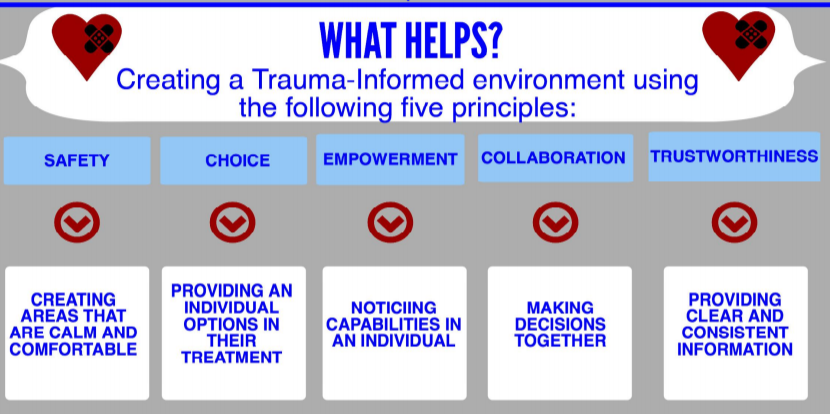 WHAT HELPS?
Creating a Trauma-Informed environment using
the following five principles:
SAFETY
CHOICE
EMPOWERMENT
COLLABORATION
TRUSTWORTHINESS
CREATING
AREAS THAT
ARE CALM AND
COMFORTABLE
PROVIDING AN
INDIVIDUAL
OPTIONS IN
THEIR
TREATMENT
NOTICIING
CAPABILITIES IN
AN INDIVIDUAL
MAKING
DECISIONS
TOGETHER
PROVIDING
CLEAR AND
CONSISTENT
INFORMATION